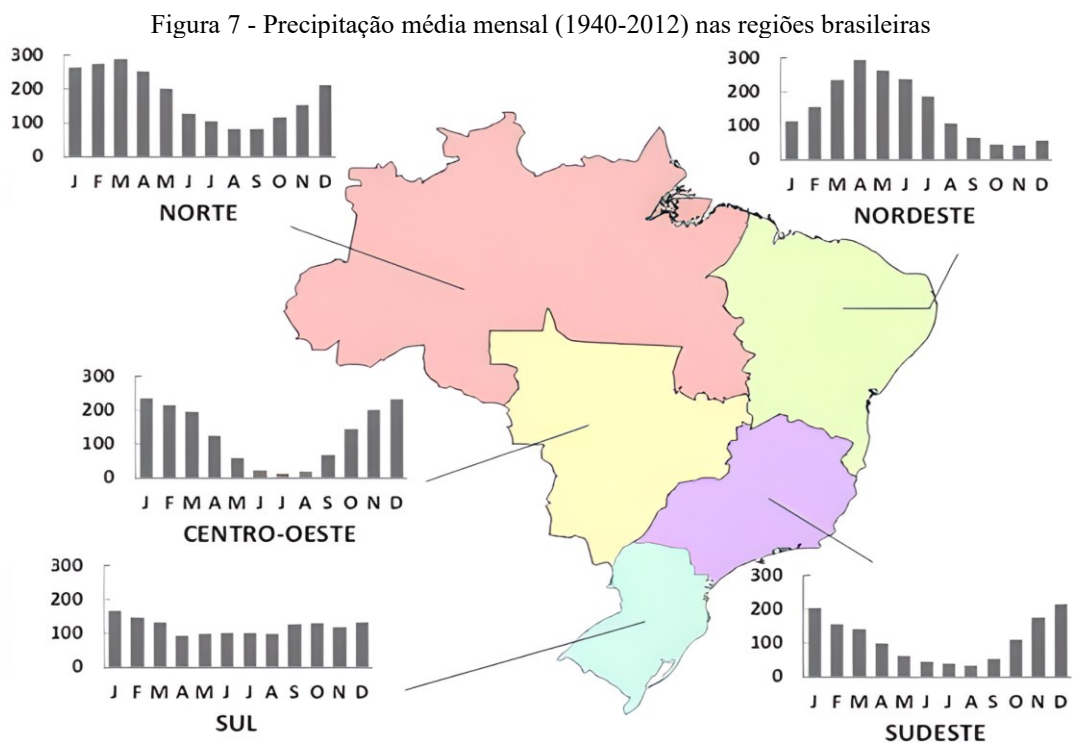 Figura 7 - Precipitação média mensal (1940-2012) nas regiões brasileiras
300
200
100
0
J F M A M J J A S O N D
NORTE
300
200
100
0
J F M A M J J A S O N D
NORDESTE
300
200
100
0
J F M A M J J A S O N D
CENTRO-OESTE
300
200
100
0
J F M A M J J A S O N D
SUL
300
200
100
0
J F M A M J J A S O N D
SUDESTE